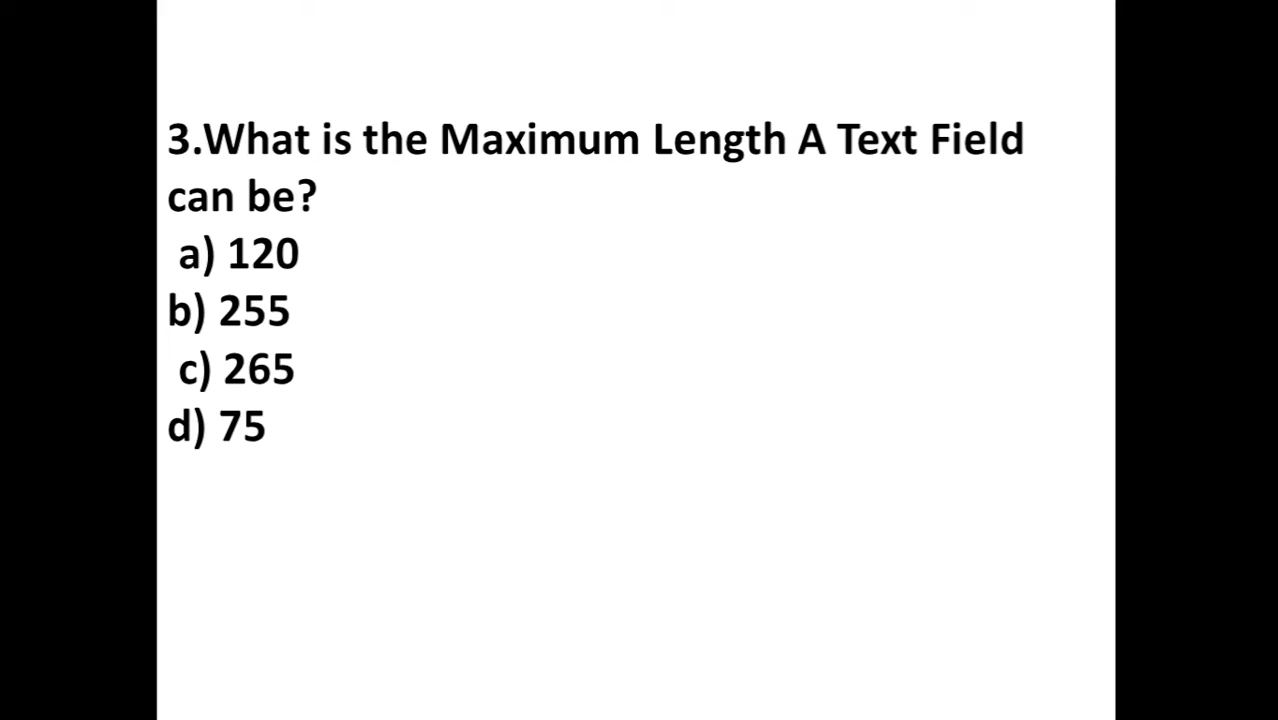 3.What is the Maximum Length A Text Field
can be?
a) 120
b) 255
c) 265
d) 75